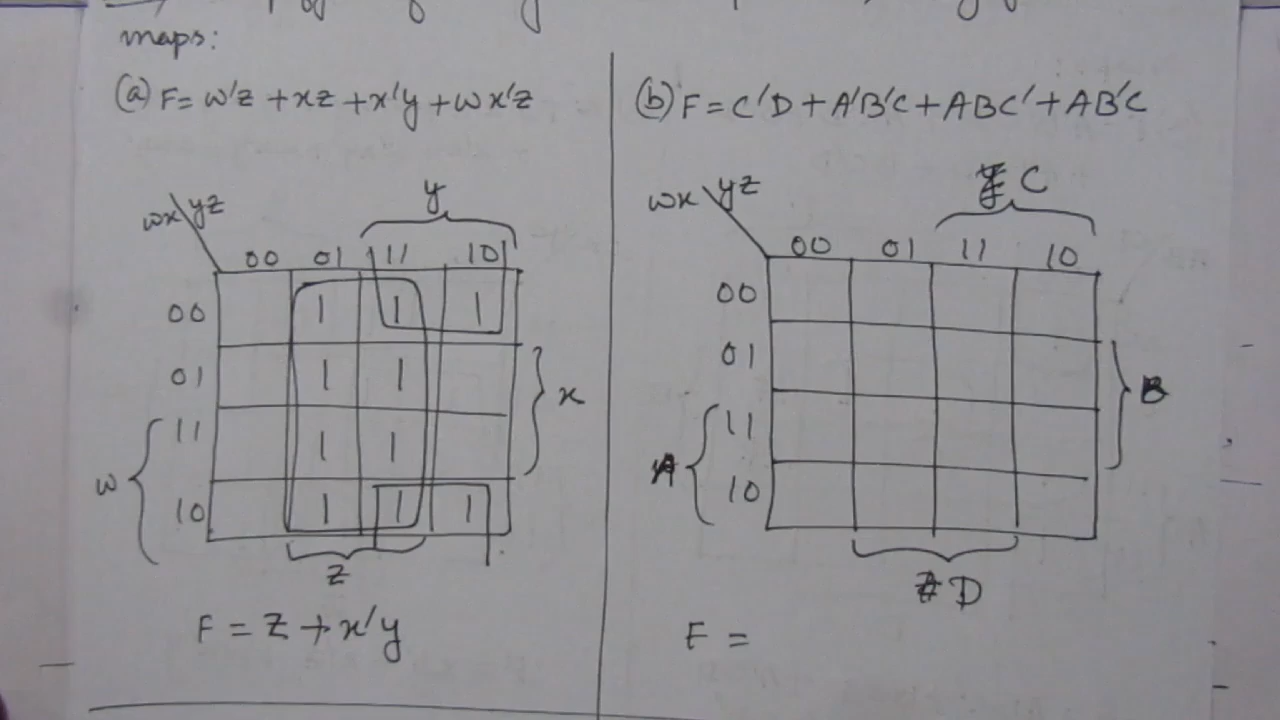 maps:
(a) F = w'z + xz + x'y + wx'z
y
wx yz
00 01 11 10
00 1 1 1
01 1 1
x
11 1 1
w
10 1 1 1
z
F = z + x'y
(b) F = C'D + A'B'C + ABC' + AB'C
C
wx yz
00 01 11 10
00
01
B
A
11
10
D
F =